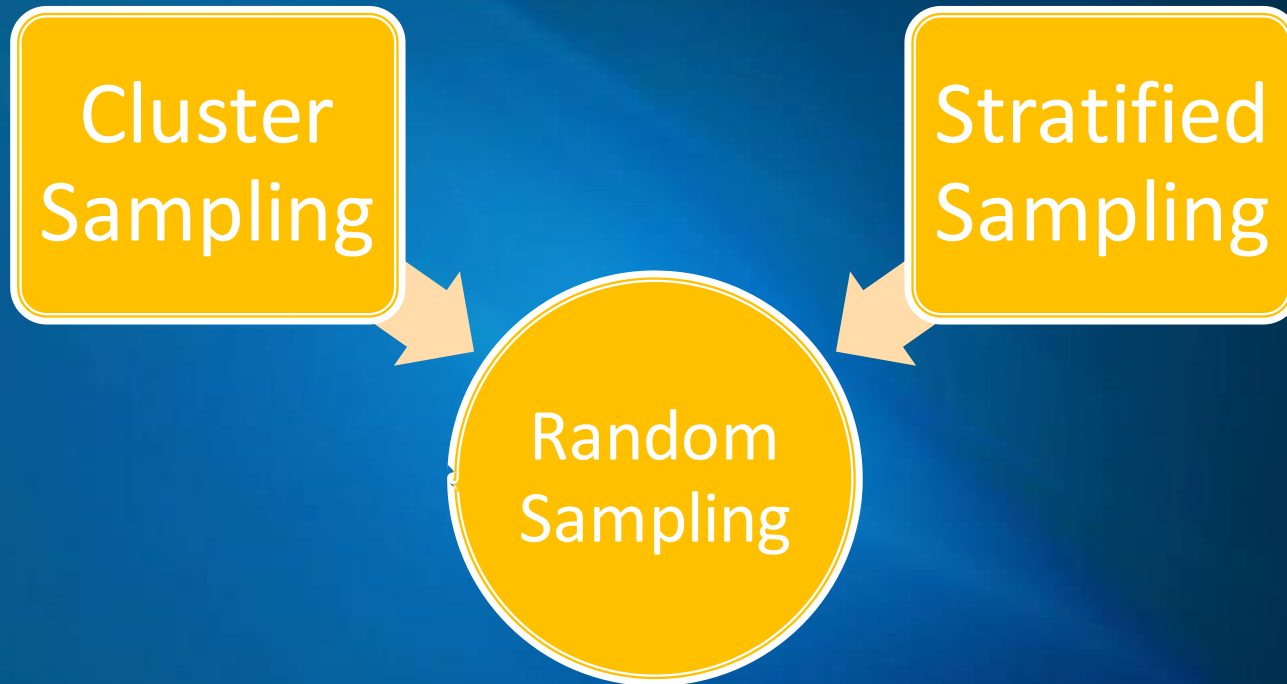 Cluster
Sampling
Stratified
Sampling
Random
Sampling